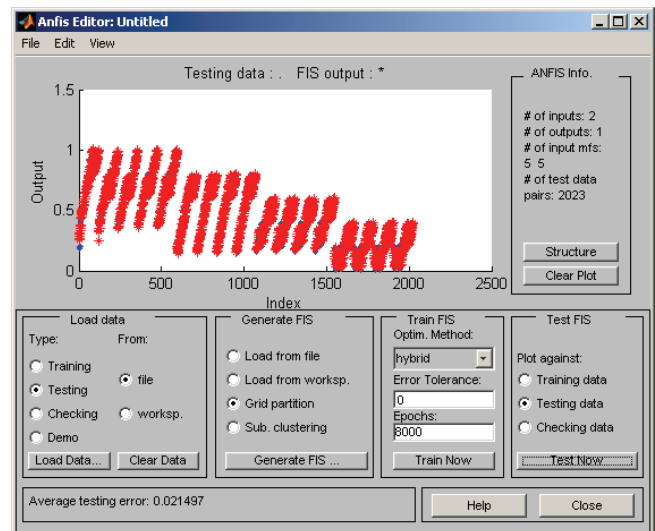 Anfis Editor: Untitled
File Edit View
Testing data : . FIS output : *
1.5
1
0.5
0
Output
0 500 1000 1500 2000 2500
Index
ANFIS Info.
# of inputs: 2
# of outputs: 1
# of input mfs:
5 5
# of test data
pairs: 2023
Structure
Clear Plot
Load data
Type: From:
Training
Testing
Checking
Demo
file
worksp.
Load Data... Clear Data
Generate FIS
Load from file
Load from worksp.
Grid partition
Sub. clustering
Generate FIS ...
Train FIS
Optim. Method:
hybrid
Error Tolerance:
0
Epochs:
8000
Train Now
Test FIS
Plot against:
Training data
Testing data
Checking data
Test Now
Average testing error: 0.021497
Help Close